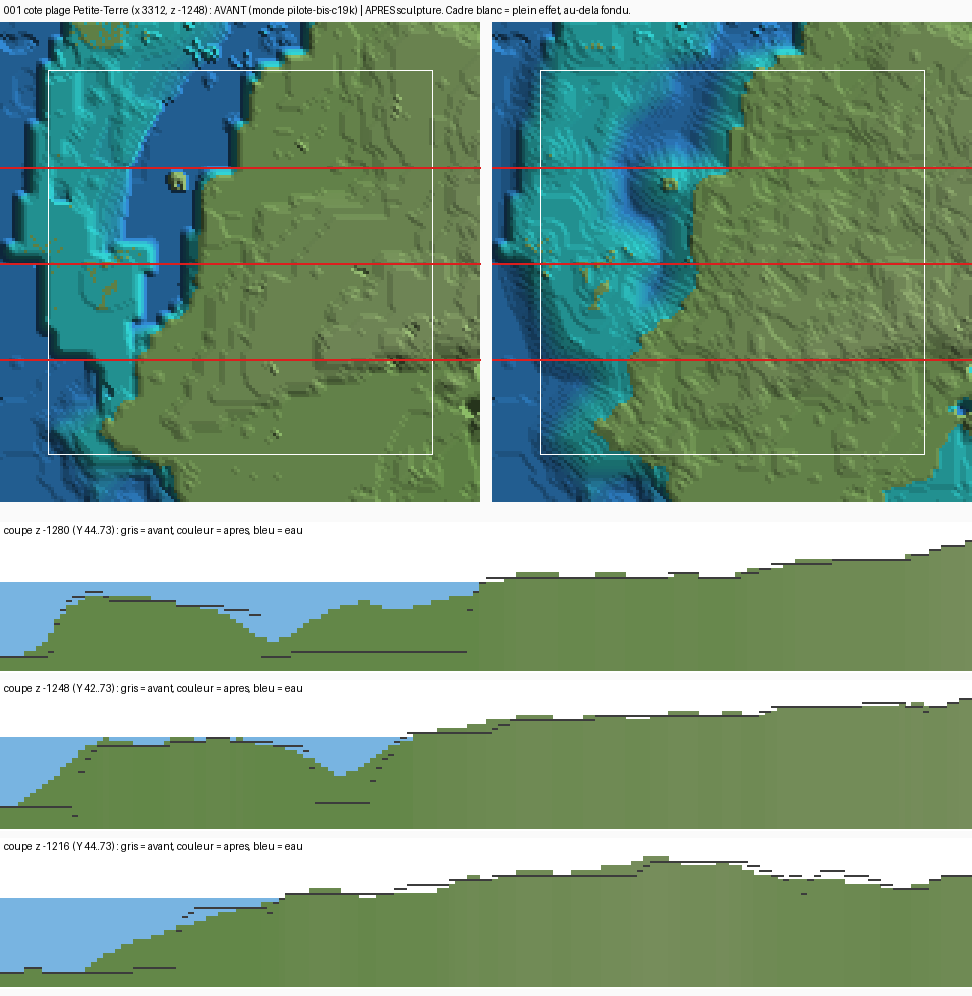 001 cote plage Petite-Terre (x 3312, z -1248) : AVANT (monde pilote-bis-c19k) | APRES sculpture. Cadre blanc = plein effet, au-dela fondu.
coupe z -1280 (Y 44..73) : gris = avant, couleur = apres, bleu = eau
coupe z -1248 (Y 42..73) : gris = avant, couleur = apres, bleu = eau
coupe z -1216 (Y 44..73) : gris = avant, couleur = apres, bleu = eau